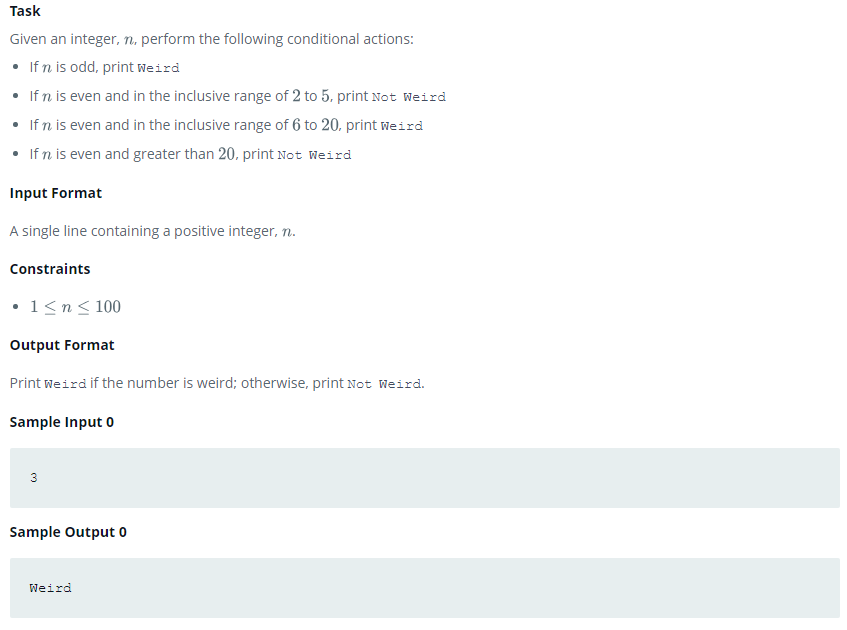 Task
Given an integer, n, perform the following conditional actions:
• If n is odd, print Weird
• If n is even and in the inclusive range of 2 to 5, print Not Weird
• If n is even and in the inclusive range of 6 to 20, print Weird
• If n is even and greater than 20, print Not Weird
Input Format
A single line containing a positive integer, n.
Constraints
• 1 ≤ n ≤ 100
Output Format
Print Weird if the number is weird; otherwise, print Not Weird.
Sample Input 0
3
Sample Output 0
Weird